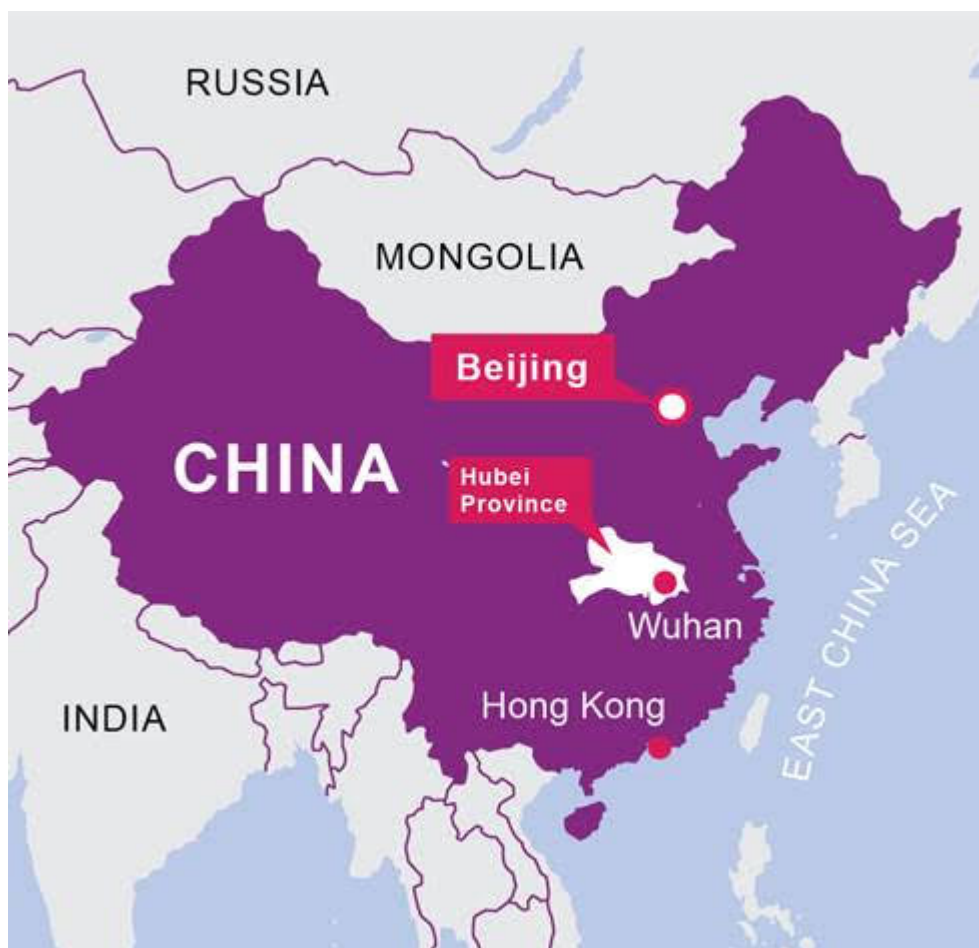 RUSSIA
MONGOLIA
Beijing
CHINA
Hubei
Province
Wuhan
Hong Kong
INDIA
EAST CHINA SEA